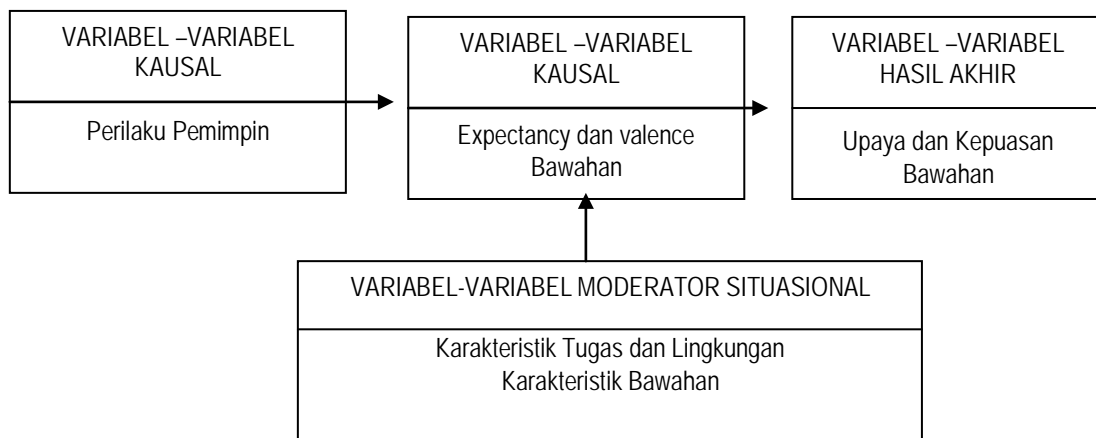 VARIABEL –VARIABEL
KAUSAL
Perilaku Pemimpin
VARIABEL –VARIABEL
KAUSAL
Expectancy dan valence
Bawahan
VARIABEL –VARIABEL
HASIL AKHIR
Upaya dan Kepuasan
Bawahan
VARIABEL-VARIABEL MODERATOR SITUASIONAL
Karakteristik Tugas dan Lingkungan
Karakteristik Bawahan